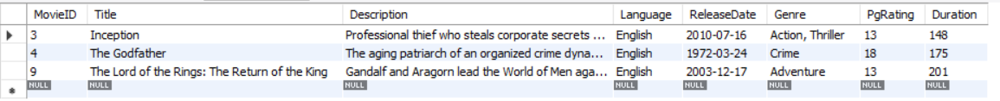 MovieID Title Description Language ReleaseDate Genre PgRating Duration
3 Inception Professional thief who steals corporate secrets ... English 2010-07-16 Action, Thriller 13 148
4 The Godfather The aging patriarch of an organized crime dyna... English 1972-03-24 Crime 18 175
9 The Lord of the Rings: The Return of the King Gandalf and Aragorn lead the World of Men aga... English 2003-12-17 Adventure 13 201
NULL NULL NULL NULL NULL NULL NULL NULL